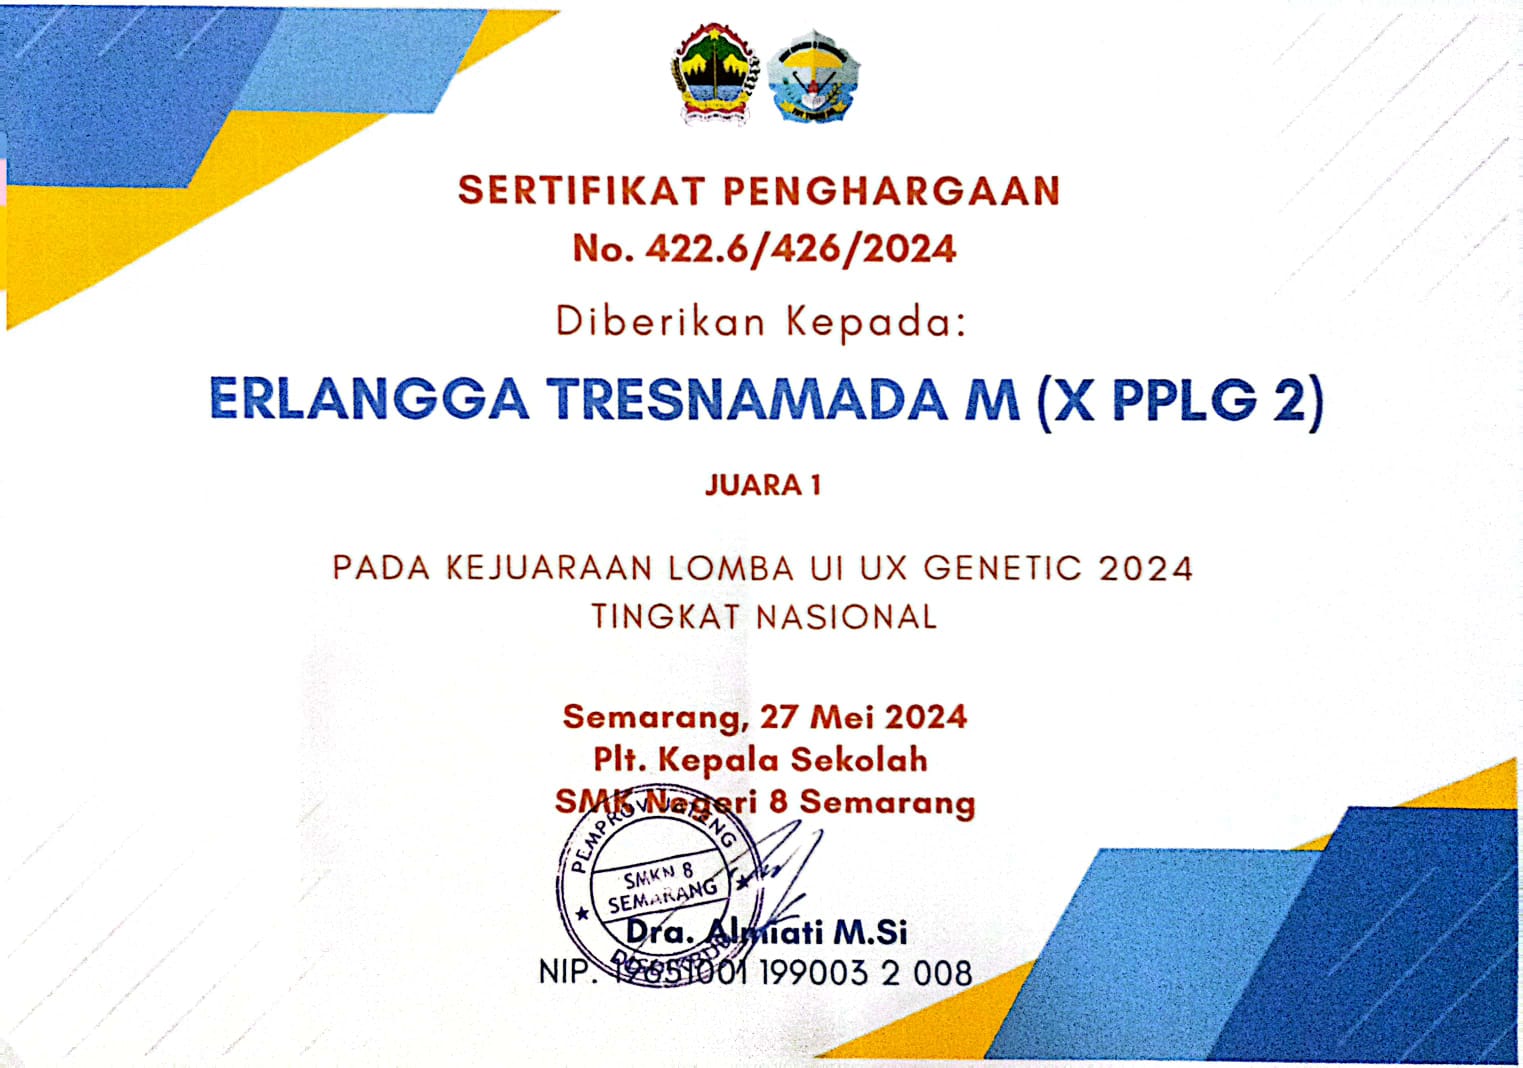 SERTIFIKAT PENGHARGAAN
No. 422.6/426/2024
Diberikan Kepada:
ERLANGGA TRESNAMADA M (X PPLG 2)
JUARA 1
PADA KEJUARAAN LOMBA UI UX GENETIC 2024
TINGKAT NASIONAL
Semarang, 27 Mei 2024
Plt. Kepala Sekolah
SMK Negeri 8 Semarang
PEMPROV JATENG
SMKN 8
SEMARANG
Dra. Almiati M.Si
NIP. 19651001 199003 2 008